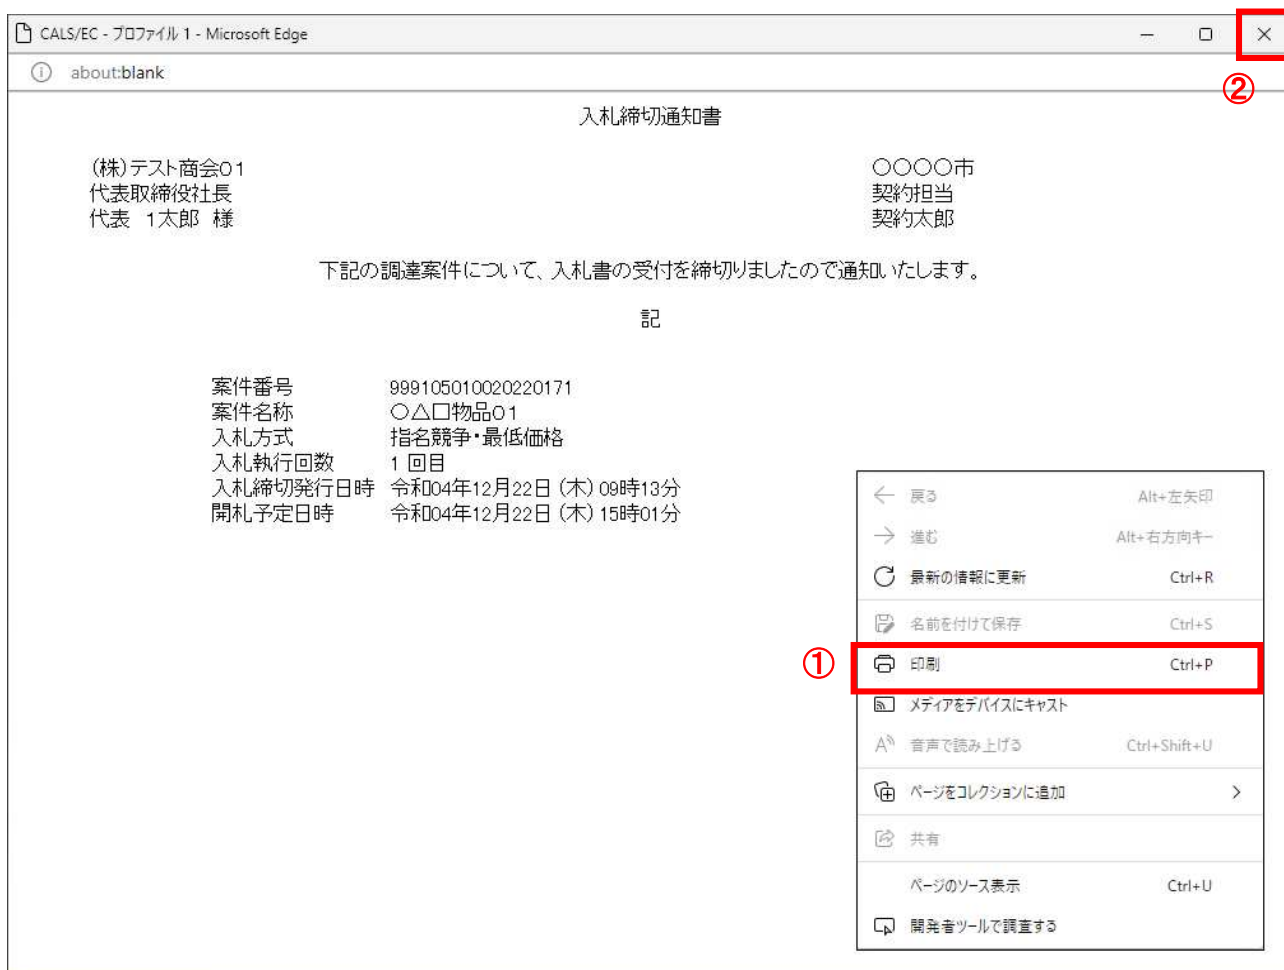 CALS/EC - プロファイル 1 - Microsoft Edge
about:blank
②
入札締切通知書
(株)テスト商会01
代表取締役社長
代表 1太郎 様
〇〇〇〇市
契約担当
契約太郎
下記の調達案件について、入札書の受付を締切りましたので通知いたします。
記
案件番号 999105010020220171
案件名称 ○△□物品01
入札方式 指名競争・最低価格
入札執行回数 1 回目
入札締切発行日時 令和04年12月22日 (木) 09時13分
開札予定日時 令和04年12月22日 (木) 15時01分
戻る Alt+左矢印
進む Alt+右方向キー
最新の情報に更新 Ctrl+R
名前を付けて保存 Ctrl+S
① 印刷 Ctrl+P
メディアをデバイスにキャスト
音声で読み上げる Ctrl+Shift+U
ページをコレクションに追加
共有
ページのソース表示 Ctrl+U
開発者ツールで調査する